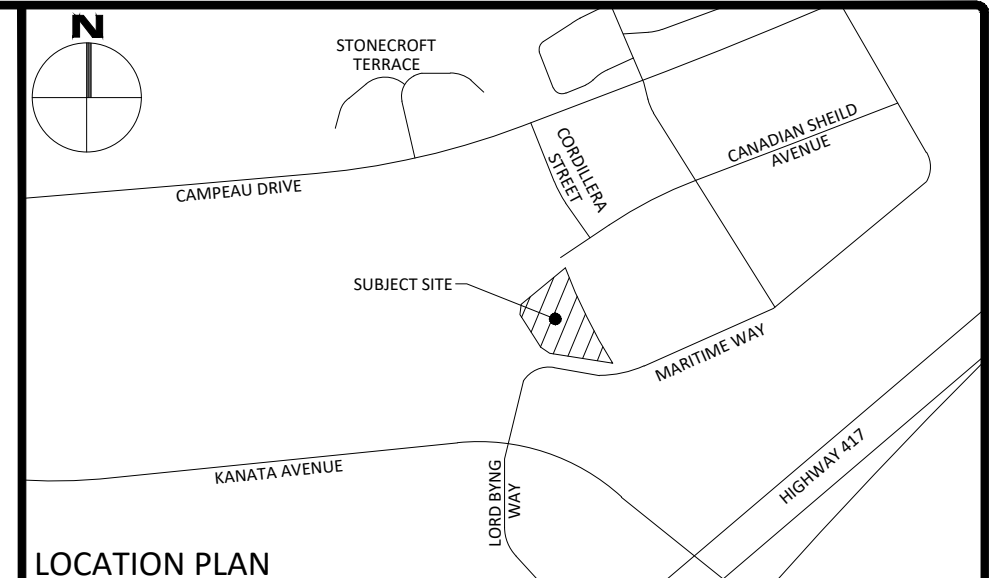 N
STONECROFT
TERRACE
CORDILLERA
STREET
CANADIAN SHEILD
AVENUE
CAMPEAU DRIVE
SUBJECT SITE
MARITIME WAY
KANATA AVENUE
LORD BYNG
WAY
HIGHWAY 417
LOCATION PLAN